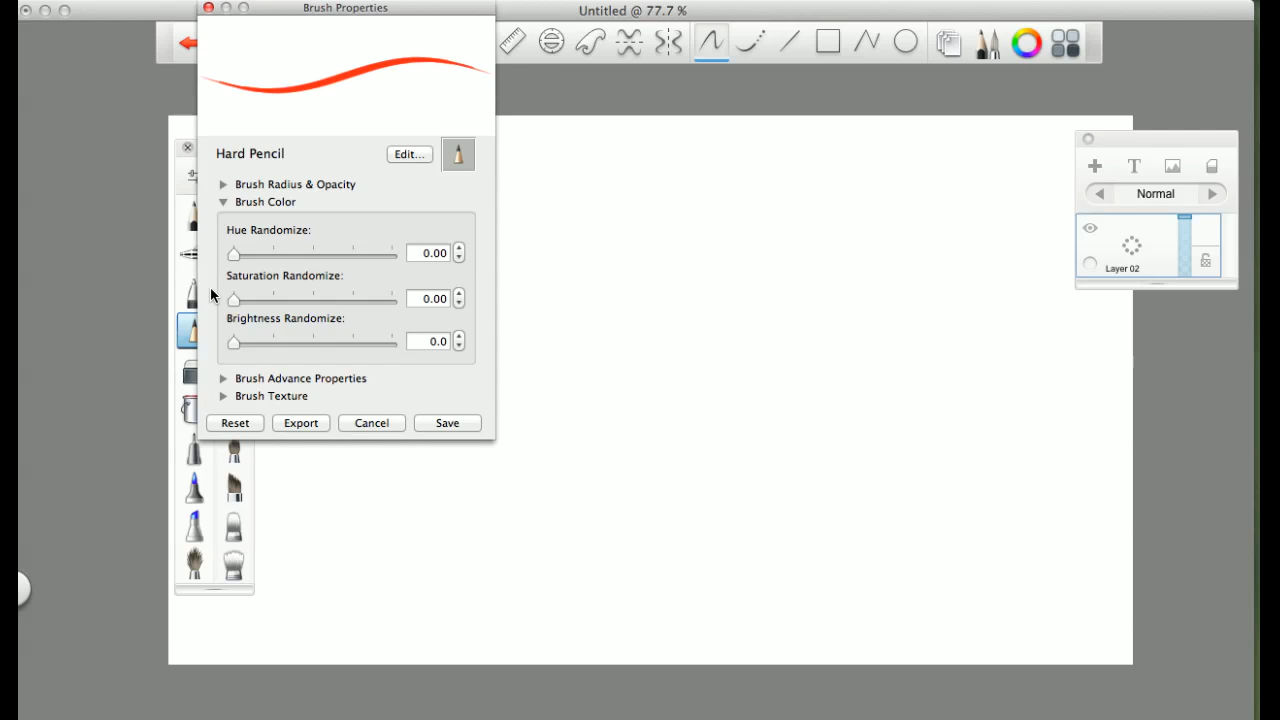 Brush Properties
Untitled @ 77.7 %
Hard Pencil
Edit...
Brush Radius & Opacity
Brush Color
Hue Randomize:
0.00
Saturation Randomize:
0.00
Brightness Randomize:
0.0
Brush Advance Properties
Brush Texture
Reset
Export
Cancel
Save
T
Normal
Layer 02